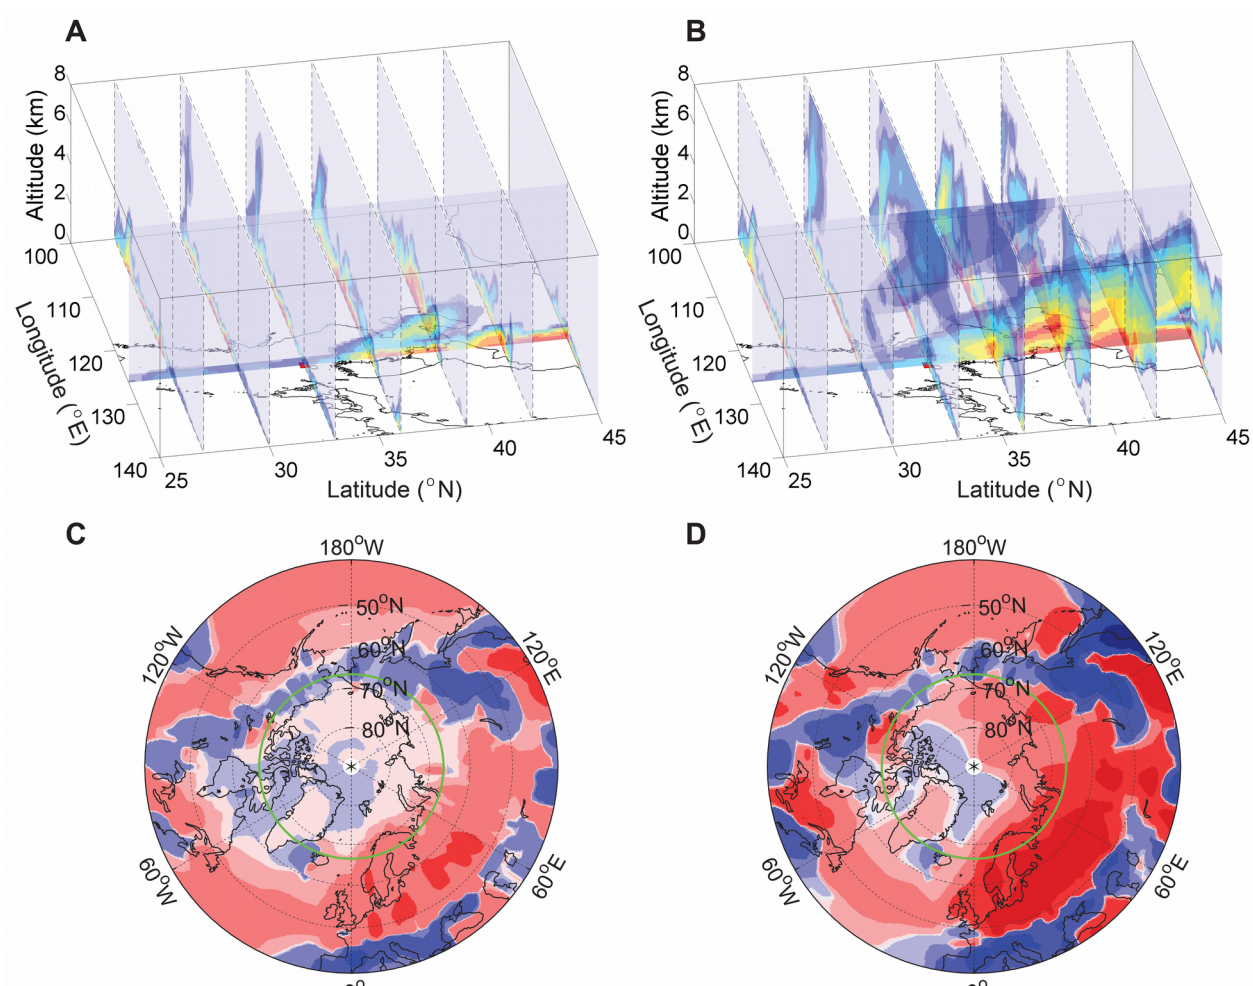 A
B
8
6
4
2
0
Altitude (km)
100
110
120
130
140
Longitude (°E)
25
30
35
40
45
Latitude (°N)
8
6
4
2
0
Altitude (km)
100
110
120
130
140
Longitude (°E)
25
30
35
40
45
Latitude (°N)
C
D
180°W
50°N
60°N
70°N
80°N
120°W
120°E
60°W
60°E
180°W
50°N
60°N
70°N
80°N
120°W
120°E
60°W
60°E